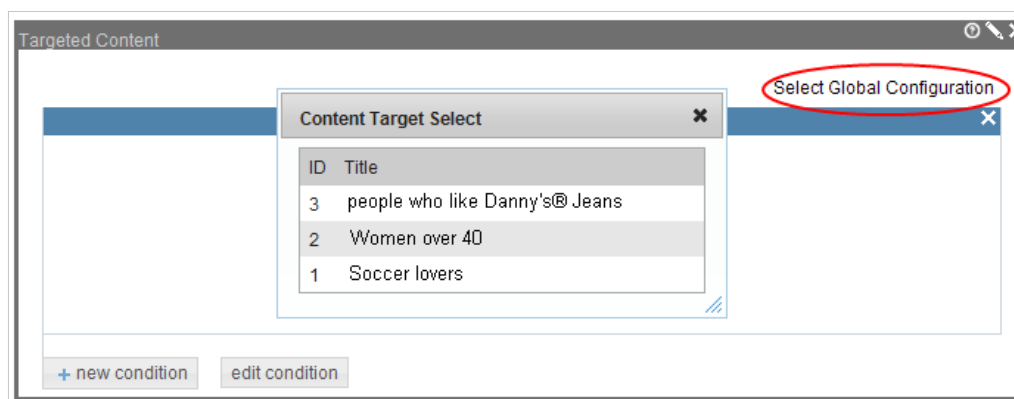 Targeted Content
Select Global Configuration
Content Target Select
ID Title
3 people who like Danny's® Jeans
2 Women over 40
1 Soccer lovers
+ new condition edit condition